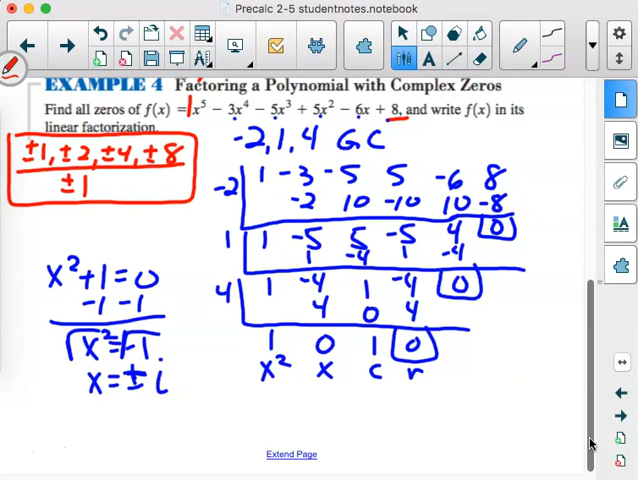 Precalc 2-5 studentnotes.notebook
EXAMPLE 4 Factoring a Polynomial with Complex Zeros
Find all zeros of f(x) = 1x⁵ − 3x⁴ − 5x³ + 5x² − 6x + 8, and write f(x) in its
linear factorization.
-2, 1, 4 G.C
±1, ±2, ±4, ±8
±1
-2 1 -3 -5 5 -6 8
-2 10 -10 10 -8
1 1 -5 5 -5 4 0
1 -4 1 -4
4 1 -4 1 -4 0
4 0 4
1 0 1 0
x² x c r
x²+1=0
-1 -1
√x²=√-1.
x=±i
Extend Page